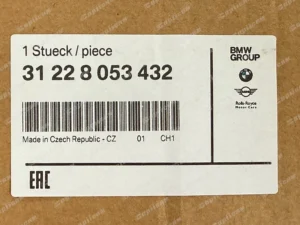 1 Stueck / piece
31 22 8 053 432
Made in Czech Republic - CZ 01 CH1
EAC
BMW
GROUP
Rolls-Royce
Motor Cars